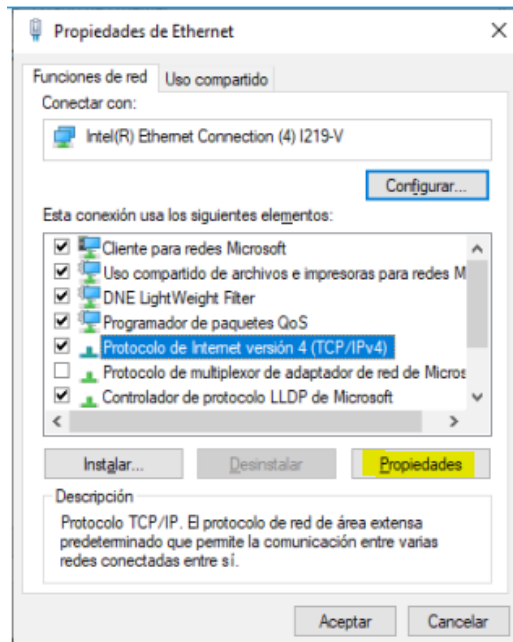 Propiedades de Ethernet
Funciones de red
Uso compartido
Conectar con:
Intel(R) Ethernet Connection (4) I219-V
Configurar...
Esta conexión usa los siguientes elementos:
Cliente para redes Microsoft
Uso compartido de archivos e impresoras para redes M
DNE LightWeight Filter
Programador de paquetes QoS
Protocolo de Internet versión 4 (TCP/IPv4)
Protocolo de multiplexor de adaptador de red de Micros
Controlador de protocolo LLDP de Microsoft
Instalar...
Desinstalar
Propiedades
Descripción
Protocolo TCP/IP. El protocolo de red de área extensa
predeterminado que permite la comunicación entre varias
redes conectadas entre sí.
Aceptar
Cancelar